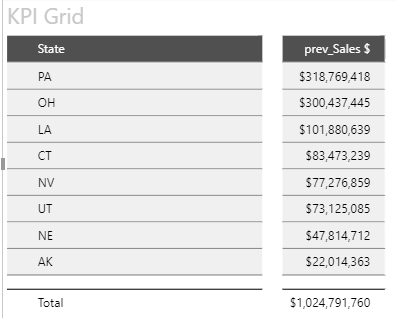 KPI Grid
State prev_Sales $
PA $318,769,418
OH $300,437,445
LA $101,880,639
CT $83,473,239
NV $77,276,859
UT $73,125,085
NE $47,814,712
AK $22,014,363
Total $1,024,791,760